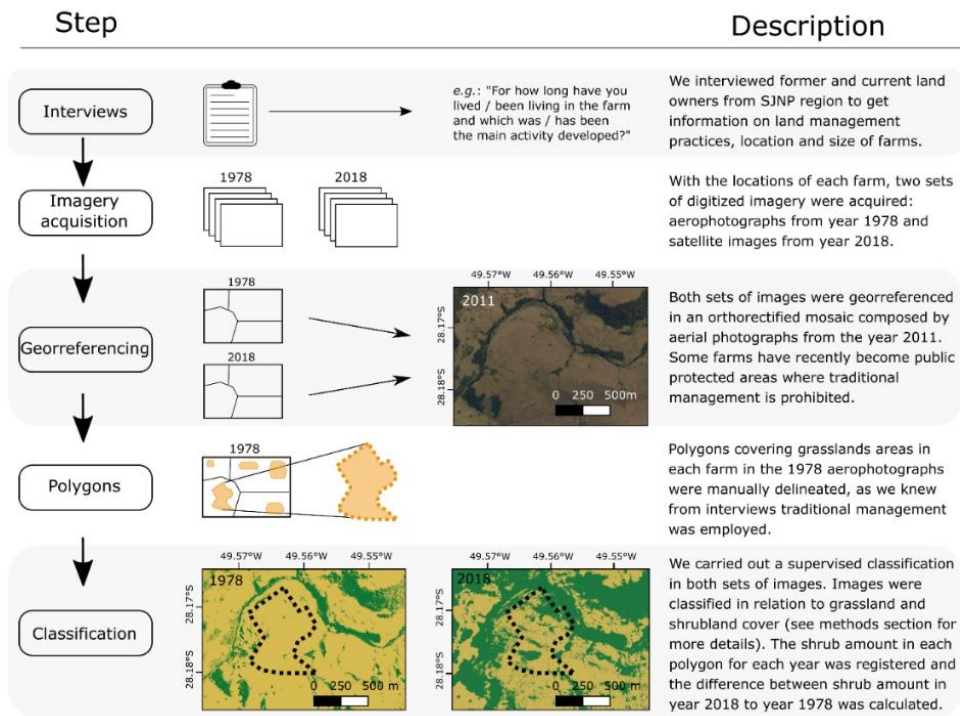 Step
Description
Interviews
e.g.: "For how long have you
lived / been living in the farm
and which was / has been
the main activity developed?"
We interviewed former and current land
owners from SJNP region to get
information on land management
practices, location and size of farms.
Imagery
acquisition
1978
2018
With the locations of each farm, two sets
of digitized imagery were acquired:
aerophotographs from year 1978 and
satellite images from year 2018.
Georreferencing
1978
2018
49.57°W 49.56°W 49.55°W
28.17°S
28.18°S
2011
0 250 500m
Both sets of images were georreferenced
in an orthorectified mosaic composed by
aerial photographs from the year 2011.
Some farms have recently become public
protected areas where traditional
management is prohibited.
Polygons
1978
Polygons covering grasslands areas in
each farm in the 1978 aerophotographs
were manually delineated, as we knew
from interviews traditional management
was employed.
Classification
49.57°W 49.56°W 49.55°W
28.17°S
28.18°S
1978
0 250 500 m
49.57°W 49.56°W 49.55°W
28.17°S
28.18°S
2018
0 250 500 m
We carried out a supervised classification
in both sets of images. Images were
classified in relation to grassland and
shrubland cover (see methods section for
more details). The shrub amount in each
polygon for each year was registered and
the difference between shrub amount in
year 2018 to year 1978 was calculated.